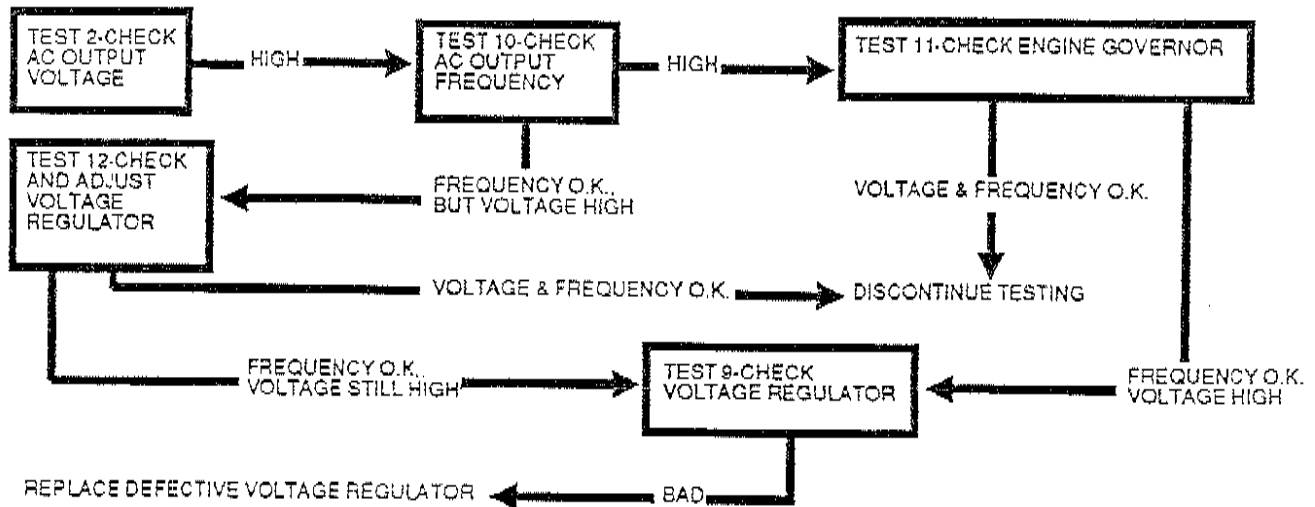 TEST 2-CHECK
AC OUTPUT
VOLTAGE
HIGH
TEST 10-CHECK
AC OUTPUT
FREQUENCY
HIGH
TEST 11-CHECK ENGINE GOVERNOR
TEST 12-CHECK
AND ADJUST
VOLTAGE
REGULATOR
FREQUENCY O.K.,
BUT VOLTAGE HIGH
VOLTAGE & FREQUENCY O.K.
VOLTAGE & FREQUENCY O.K.
DISCONTINUE TESTING
FREQUENCY O.K.,
VOLTAGE STILL HIGH
TEST 9-CHECK
VOLTAGE REGULATOR
FREQUENCY O.K.
VOLTAGE HIGH
REPLACE DEFECTIVE VOLTAGE REGULATOR
BAD